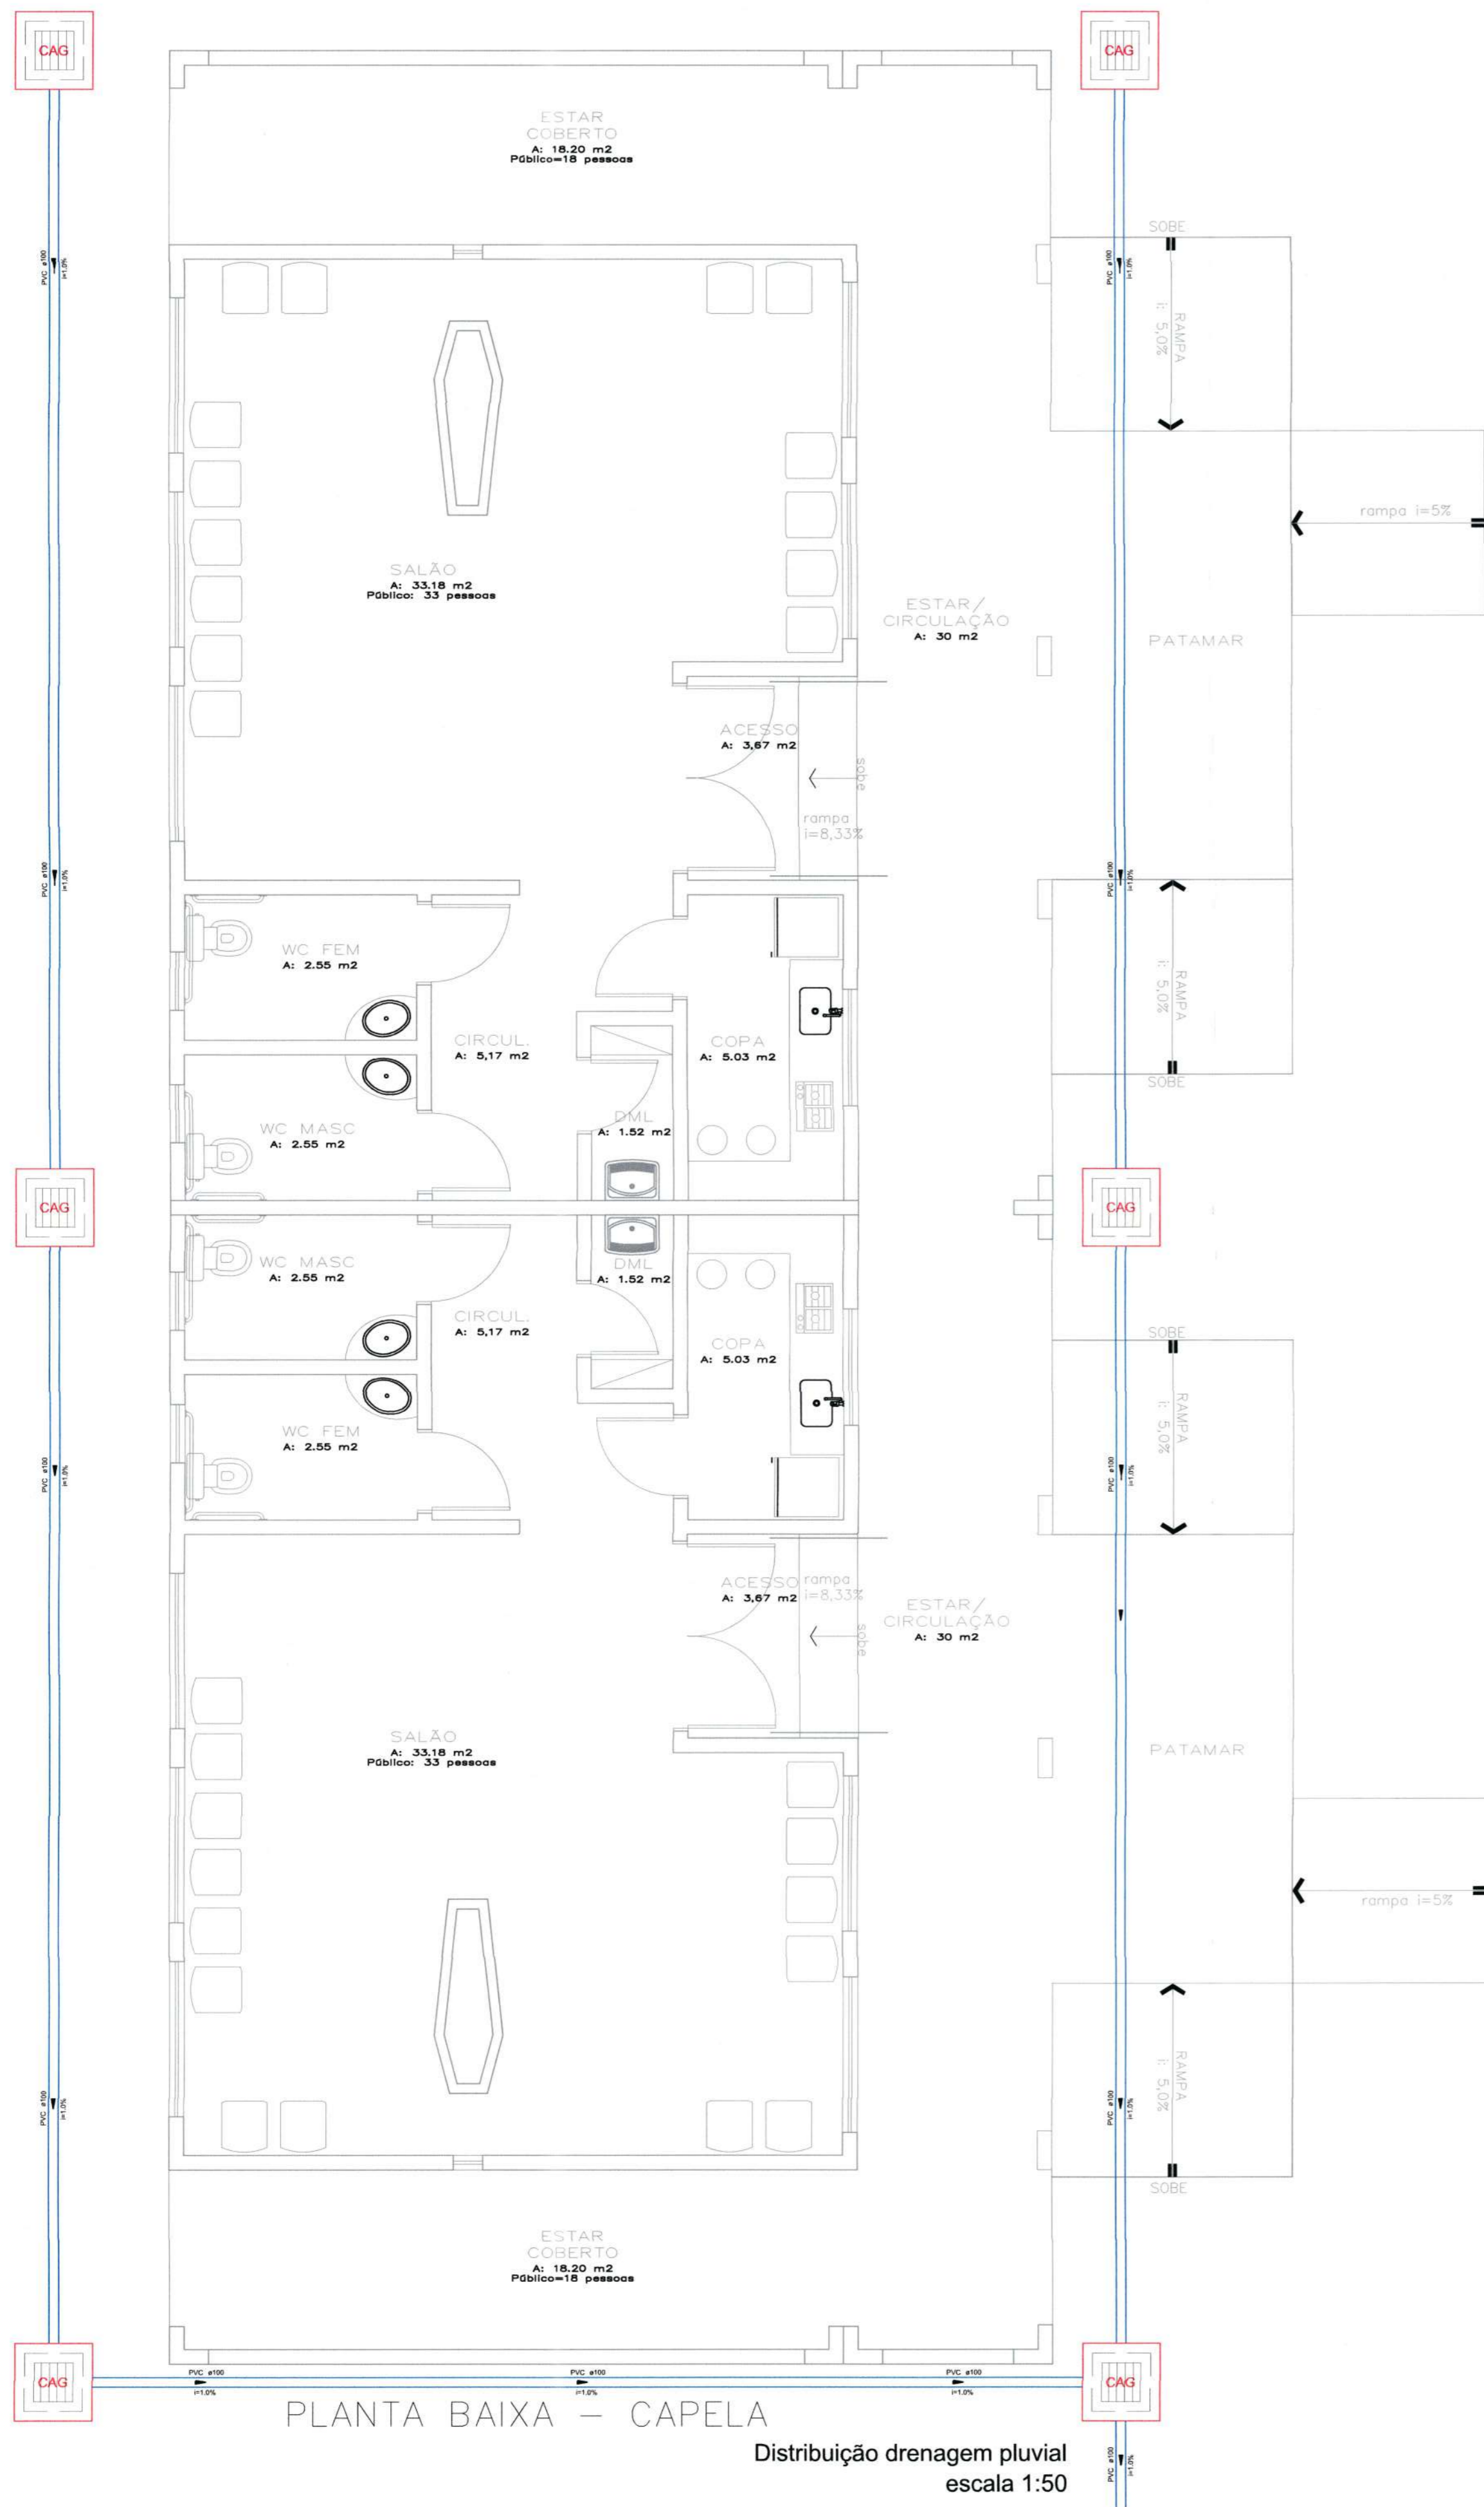 CAG
CAG
ESTAR
COBERTO
A: 18.20 m2
Público=18 pessoas
SOBE
PVC ø100
i=1.0%
PVC ø100
i=1.0%
RAMPA
i: 5,0%
rampa i=5%
SALÃO
A: 33.18 m2
Público: 33 pessoas
ESTAR/
CIRCULAÇÃO
A: 30 m2
PATAMAR
ACESSO
A: 3,67 m2
sobe
rampa
i=8,33%
PVC ø100
i=1.0%
PVC ø100
i=1.0%
WC FEM
A: 2.55 m2
RAMPA
i: 5,0%
CIRCUL.
A: 5,17 m2
COPA
A: 5.03 m2
SOBE
DML
A: 1.52 m2
WC MASC
A: 2.55 m2
CAG
CAG
WC MASC
A: 2.55 m2
DML
A: 1.52 m2
CIRCUL.
A: 5,17 m2
COPA
A: 5.03 m2
SOBE
RAMPA
i: 5,0%
WC FEM
A: 2.55 m2
PVC ø100
i=1.0%
PVC ø100
i=1.0%
ACESSO
A: 3,67 m2
rampa
i=8,33%
sobe
ESTAR/
CIRCULAÇÃO
A: 30 m2
SALÃO
A: 33.18 m2
Público: 33 pessoas
PATAMAR
rampa i=5%
RAMPA
i: 5,0%
PVC ø100
i=1.0%
PVC ø100
i=1.0%
SOBE
ESTAR
COBERTO
A: 18.20 m2
Público=18 pessoas
CAG
PVC ø100
i=1.0%
PVC ø100
i=1.0%
PVC ø100
i=1.0%
CAG
PLANTA BAIXA – CAPELA
Distribuição drenagem pluvial
escala 1:50
PVC ø100
i=1.0%